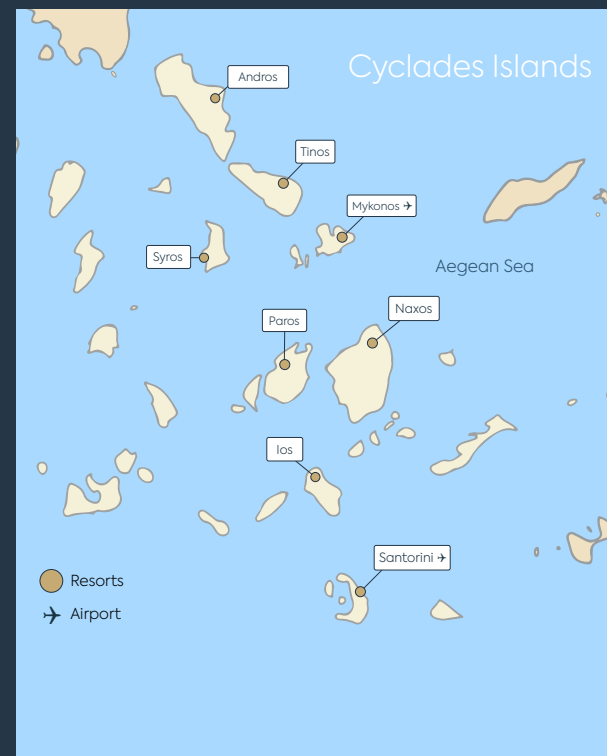 Cyclades Islands
Andros
Tinos
Mykonos ✈
Syros
Aegean Sea
Naxos
Paros
Ios
Santorini ✈
Resorts
Airport